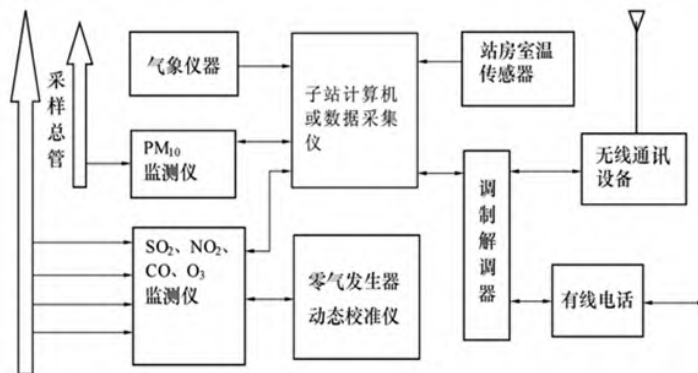 采样总管
气象仪器
子站计算机
或数据采集
仪
站房室温
传感器
PM₁₀
监测仪
无线通讯
设备
调制解调器
SO₂、NO₂、
CO、O₃
监测仪
零气发生器
动态校准仪
有线电话